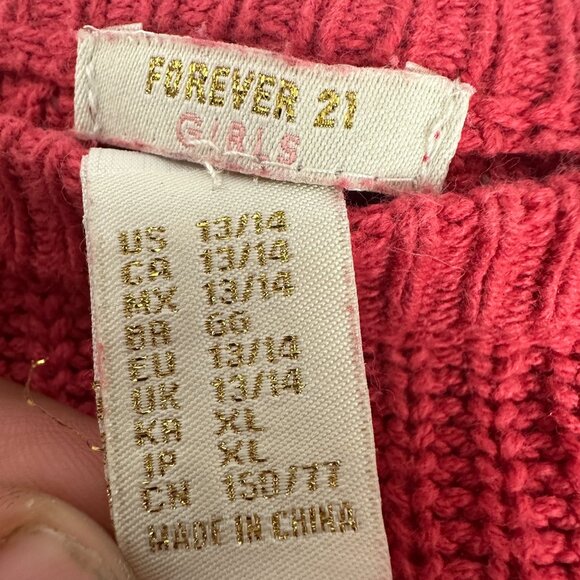 FOREVER 21
GIRLS
US 13/14
CA 13/14
MX 13/14
BR GG
EU 13/14
UK 13/14
KR XL
JP XL
CN 150/77
MADE IN CHINA